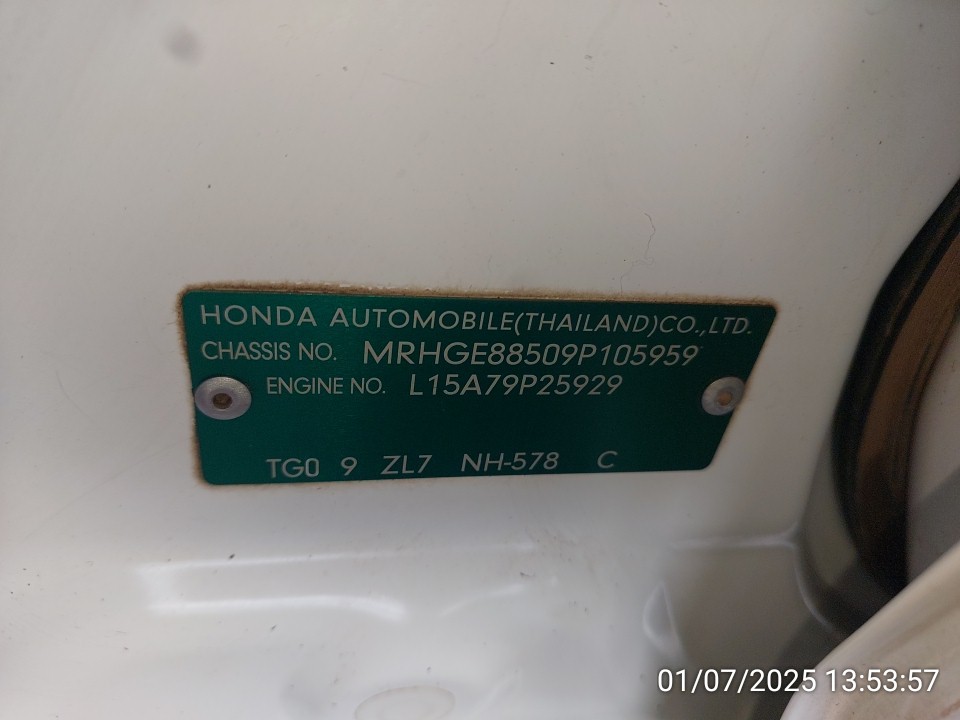 HONDA AUTOMOBILE(THAILAND)CO.,LTD.
CHASSIS NO. MRHGE88509P105959
ENGINE NO. L15A79P25929
TG0 9 ZL7 NH-578 C
01/07/2025 13:53:57